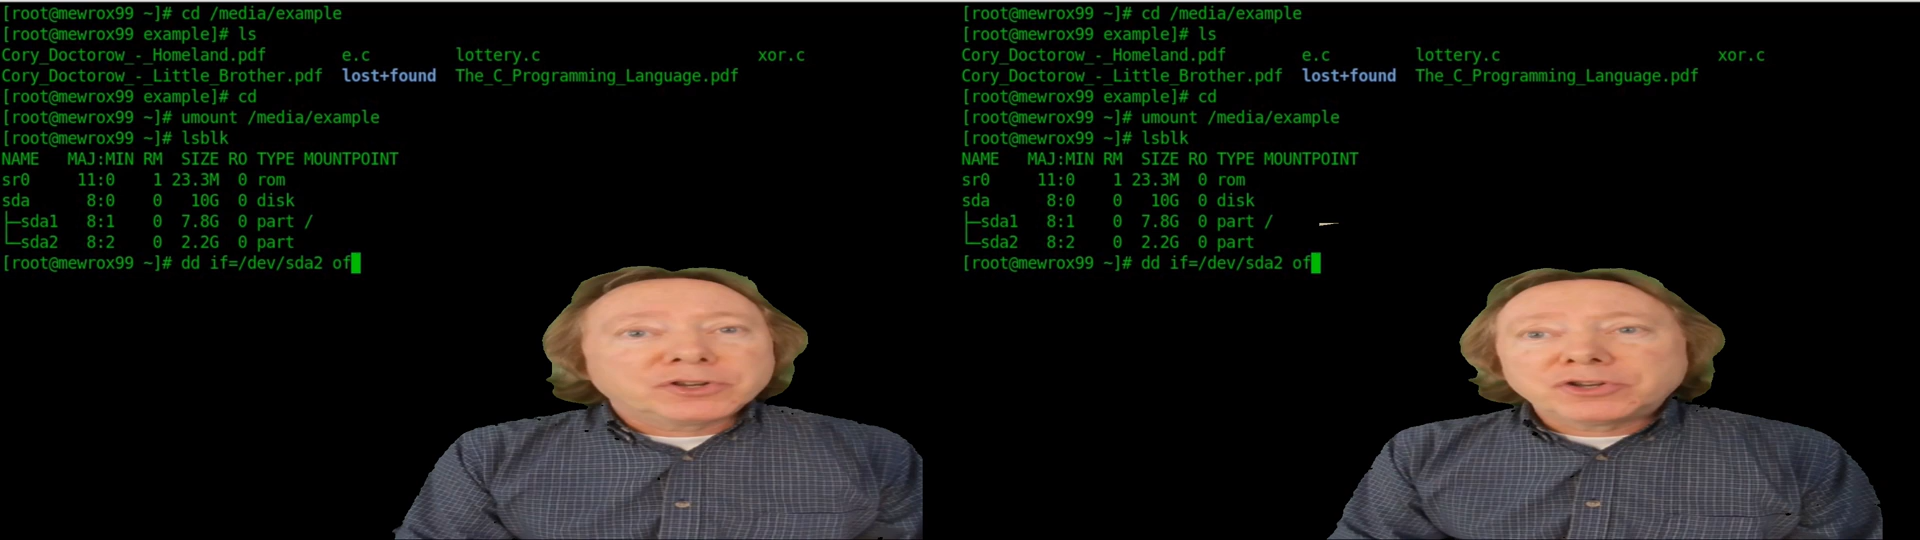 [root@mewrox99 ~]# cd /media/example
[root@mewrox99 example]# ls
Cory_Doctorow_-_Homeland.pdf e.c lottery.c xor.c
Cory_Doctorow_-_Little_Brother.pdf lost+found The_C_Programming_Language.pdf
[root@mewrox99 example]# cd
[root@mewrox99 ~]# umount /media/example
[root@mewrox99 ~]# lsblk
NAME MAJ:MIN RM SIZE RO TYPE MOUNTPOINT
sr0 11:0 1 23.3M 0 rom
sda 8:0 0 10G 0 disk
├─sda1 8:1 0 7.8G 0 part /
└─sda2 8:2 0 2.2G 0 part
[root@mewrox99 ~]# dd if=/dev/sda2 of
[root@mewrox99 ~]# cd /media/example
[root@mewrox99 example]# ls
Cory_Doctorow_-_Homeland.pdf e.c lottery.c xor.c
Cory_Doctorow_-_Little_Brother.pdf lost+found The_C_Programming_Language.pdf
[root@mewrox99 example]# cd
[root@mewrox99 ~]# umount /media/example
[root@mewrox99 ~]# lsblk
NAME MAJ:MIN RM SIZE RO TYPE MOUNTPOINT
sr0 11:0 1 23.3M 0 rom
sda 8:0 0 10G 0 disk
├─sda1 8:1 0 7.8G 0 part /
└─sda2 8:2 0 2.2G 0 part
[root@mewrox99 ~]# dd if=/dev/sda2 of